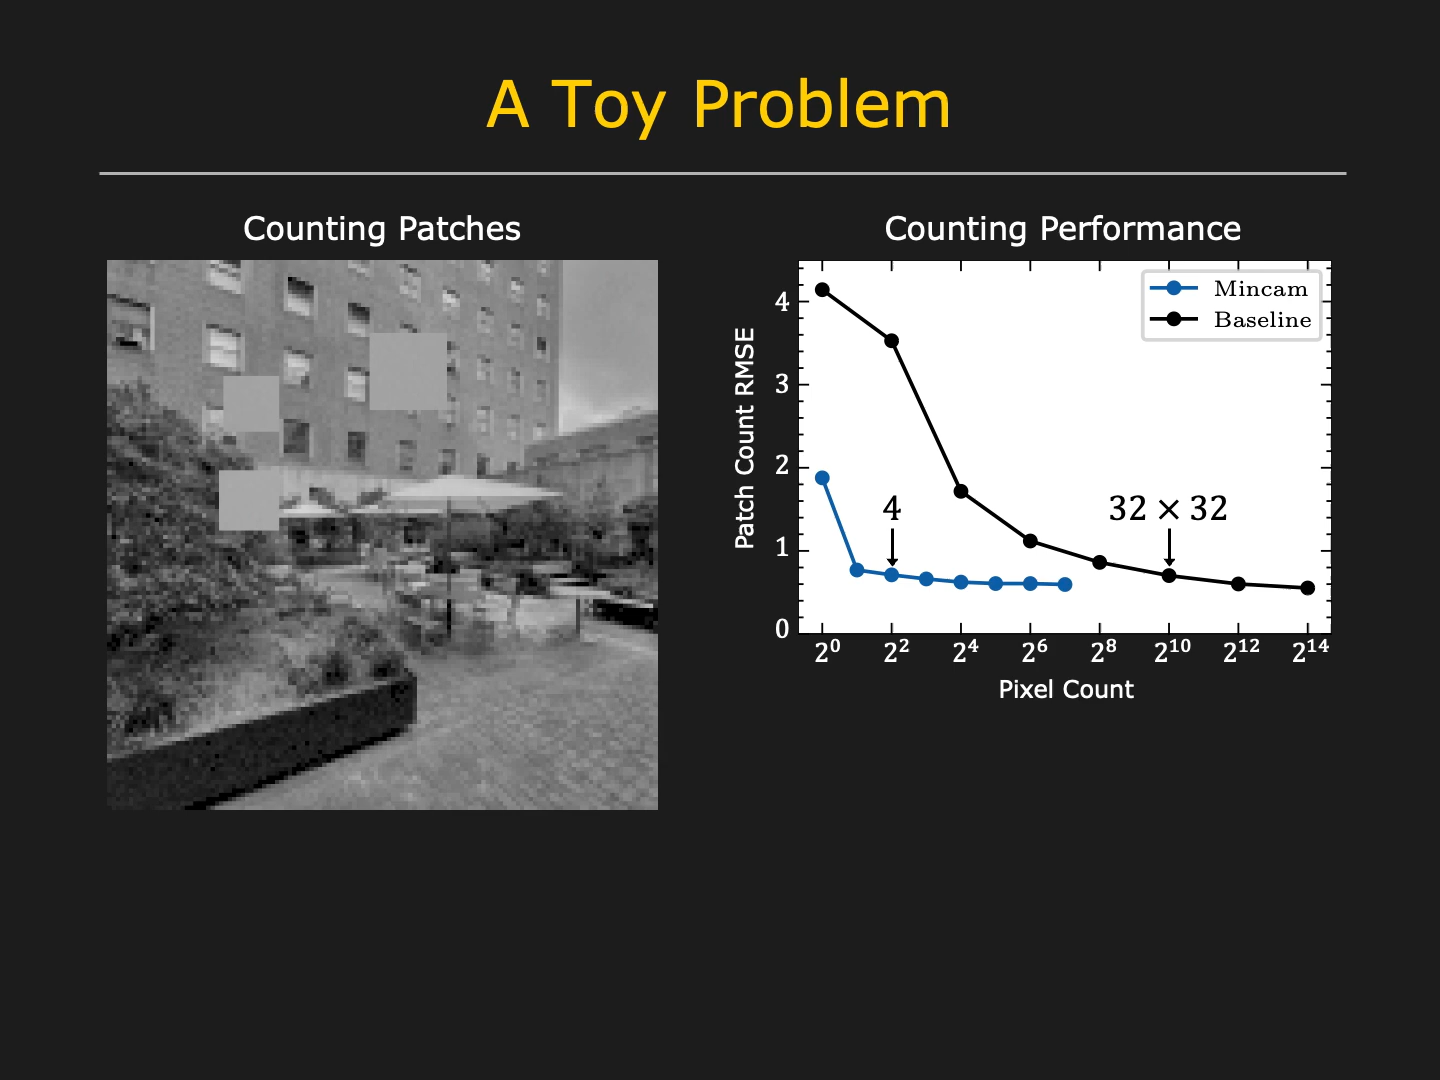 A Toy Problem
Counting Patches
Counting Performance
Patch Count RMSE
4
3
2
1
0
Mincam
Baseline
4
32 × 32
2⁰ 2² 2⁴ 2⁶ 2⁸ 2¹⁰ 2¹² 2¹⁴
Pixel Count